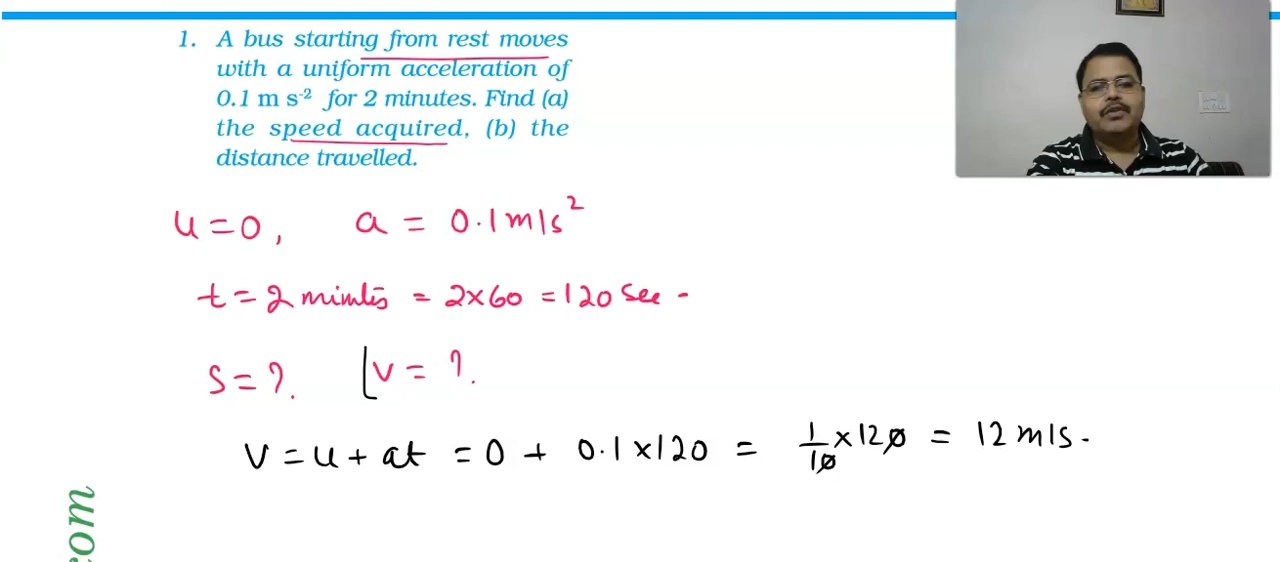 1. A bus starting from rest moves
with a uniform acceleration of
0.1 m s⁻² for 2 minutes. Find (a)
the speed acquired, (b) the
distance travelled.
u = 0, a = 0.1 m/s²
t = 2 mintes = 2×60 = 120 sec -
s = ?. v = ?.
v = u + at = 0 + 0.1×120 = 1/10 × 120 = 12 m/s.
com